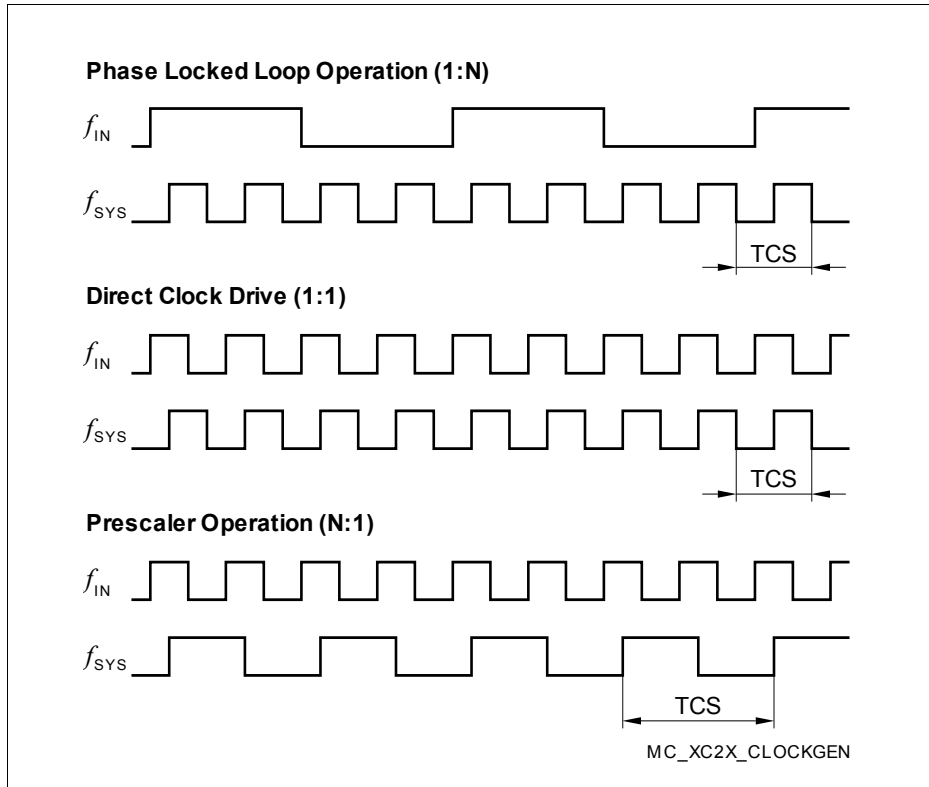 Phase Locked Loop Operation (1:N)
fIN
fSYS
TCS
Direct Clock Drive (1:1)
fIN
fSYS
TCS
Prescaler Operation (N:1)
fIN
fSYS
TCS
MC_XC2X_CLOCKGEN